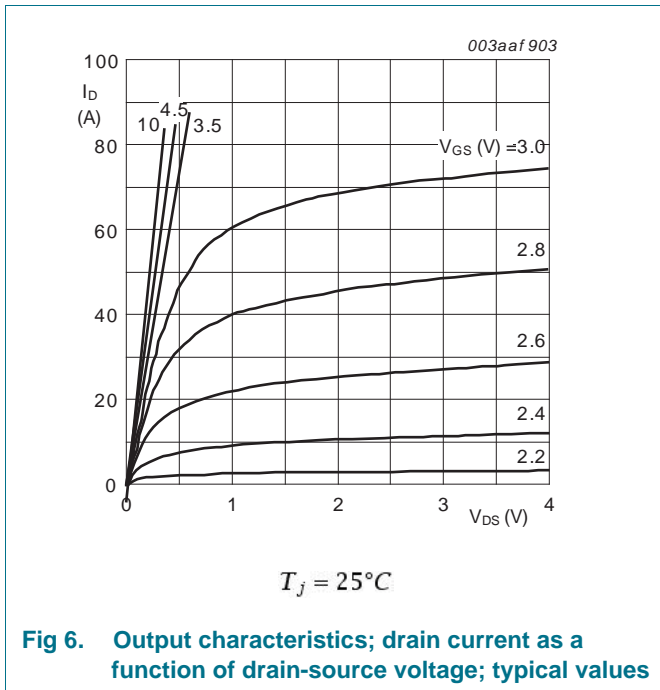 003aaf 903
100
I_D
(A)
80
60
40
20
0
10
4.5
3.5
V_GS (V) =3.0
2.8
2.6
2.4
2.2
0 1 2 3 4
V_DS (V)
T_j = 25°C
Fig 6. Output characteristics; drain current as a
function of drain-source voltage; typical values